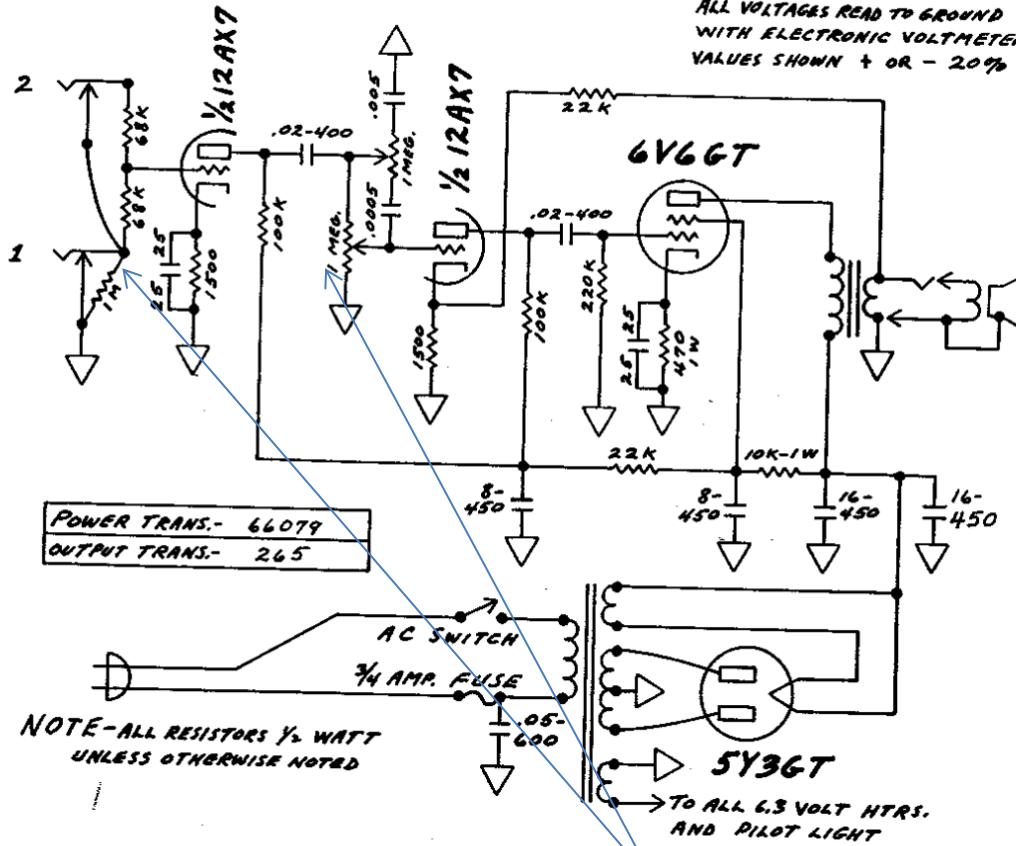 ALL VOLTAGES READ TO GROUND
WITH ELECTRONIC VOLTMETER
VALUES SHOWN + OR - 20%
2
68K
68K
1
1M
½ 12AX7
25
25
1500
.02-400
100K
.005
1 MEG.
.0005
1 MEG.
½ 12AX7
1500
22K
100K
.02-400
220K
6V6GT
25
25
470
1W
22K
10K-1W
8-
450
8-
450
16-
450
16-
450
POWER TRANS.- 66079
OUTPUT TRANS.- 265
AC SWITCH
¾ AMP. FUSE
.05-
600
NOTE-ALL RESISTORS ½ WATT
UNLESS OTHERWISE NOTED
5Y3GT
TO ALL 6.3 VOLT HTRS.
AND PILOT LIGHT